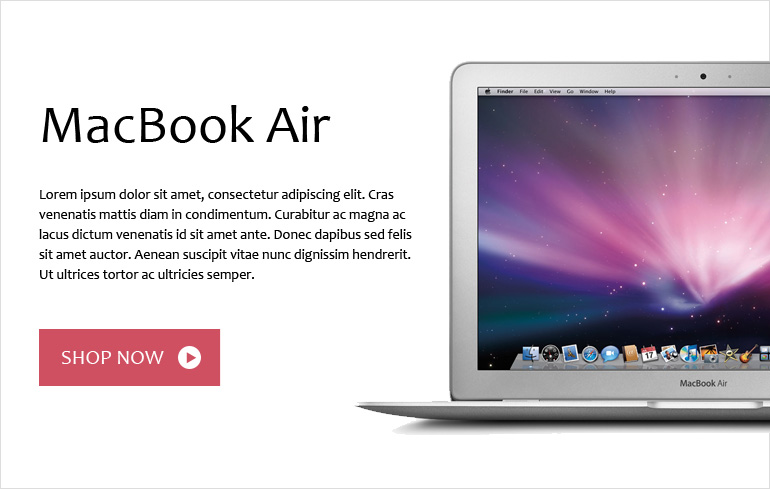 MacBook Air
Lorem ipsum dolor sit amet, consectetur adipiscing elit. Cras
venenatis mattis diam in condimentum. Curabitur ac magna ac
lacus dictum venenatis id sit amet ante. Donec dapibus sed felis
sit amet auctor. Aenean suscipit vitae nunc dignissim hendrerit.
Ut ultrices tortor ac ultricies semper.
SHOP NOW
Finder File Edit View Go Window Help
17
MacBook Air